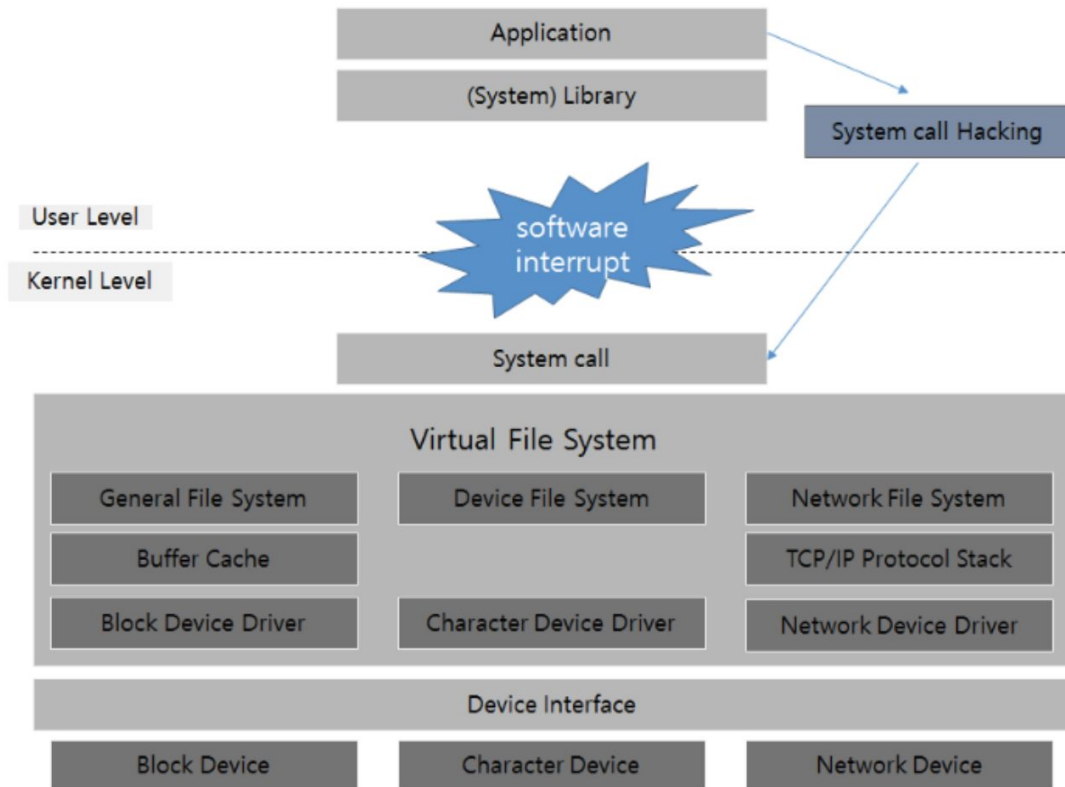 Application
(System) Library
System call Hacking
User Level
software
interrupt
Kernel Level
System call
Virtual File System
General File System
Device File System
Network File System
Buffer Cache
TCP/IP Protocol Stack
Block Device Driver
Character Device Driver
Network Device Driver
Device Interface
Block Device
Character Device
Network Device